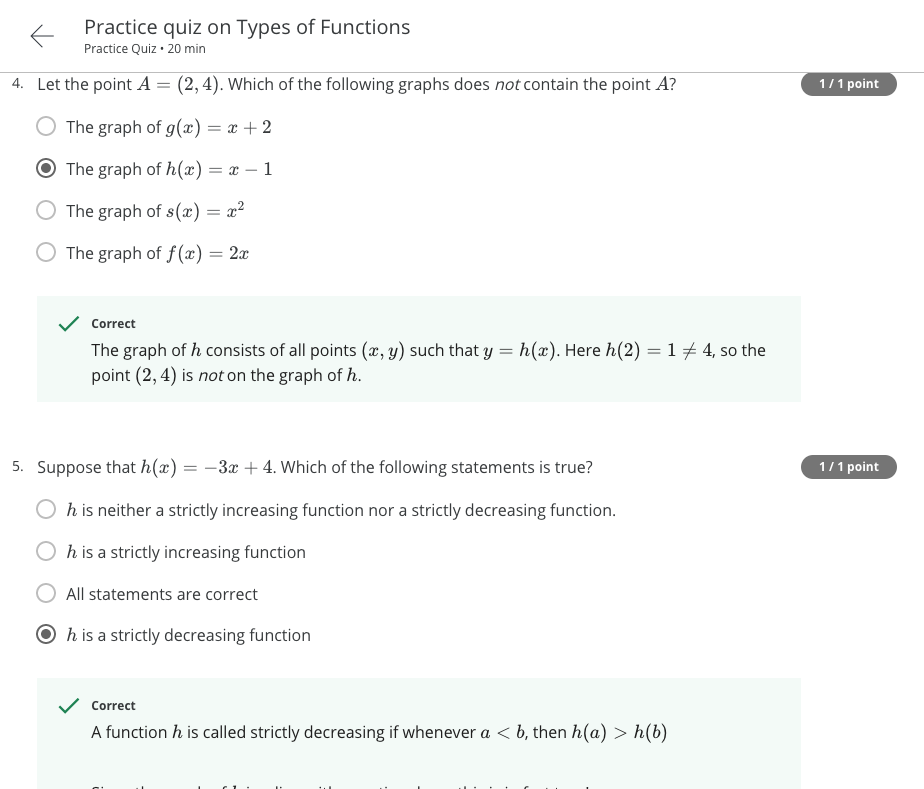 Practice quiz on Types of Functions
Practice Quiz • 20 min
4. Let the point A = (2, 4). Which of the following graphs does not contain the point A?
1 / 1 point
The graph of g(x) = x + 2
The graph of h(x) = x − 1
The graph of s(x) = x²
The graph of f(x) = 2x
Correct
The graph of h consists of all points (x, y) such that y = h(x). Here h(2) = 1 ≠ 4, so the
point (2, 4) is not on the graph of h.
5. Suppose that h(x) = −3x + 4. Which of the following statements is true?
1 / 1 point
h is neither a strictly increasing function nor a strictly decreasing function.
h is a strictly increasing function
All statements are correct
h is a strictly decreasing function
Correct
A function h is called strictly decreasing if whenever a < b, then h(a) > h(b)